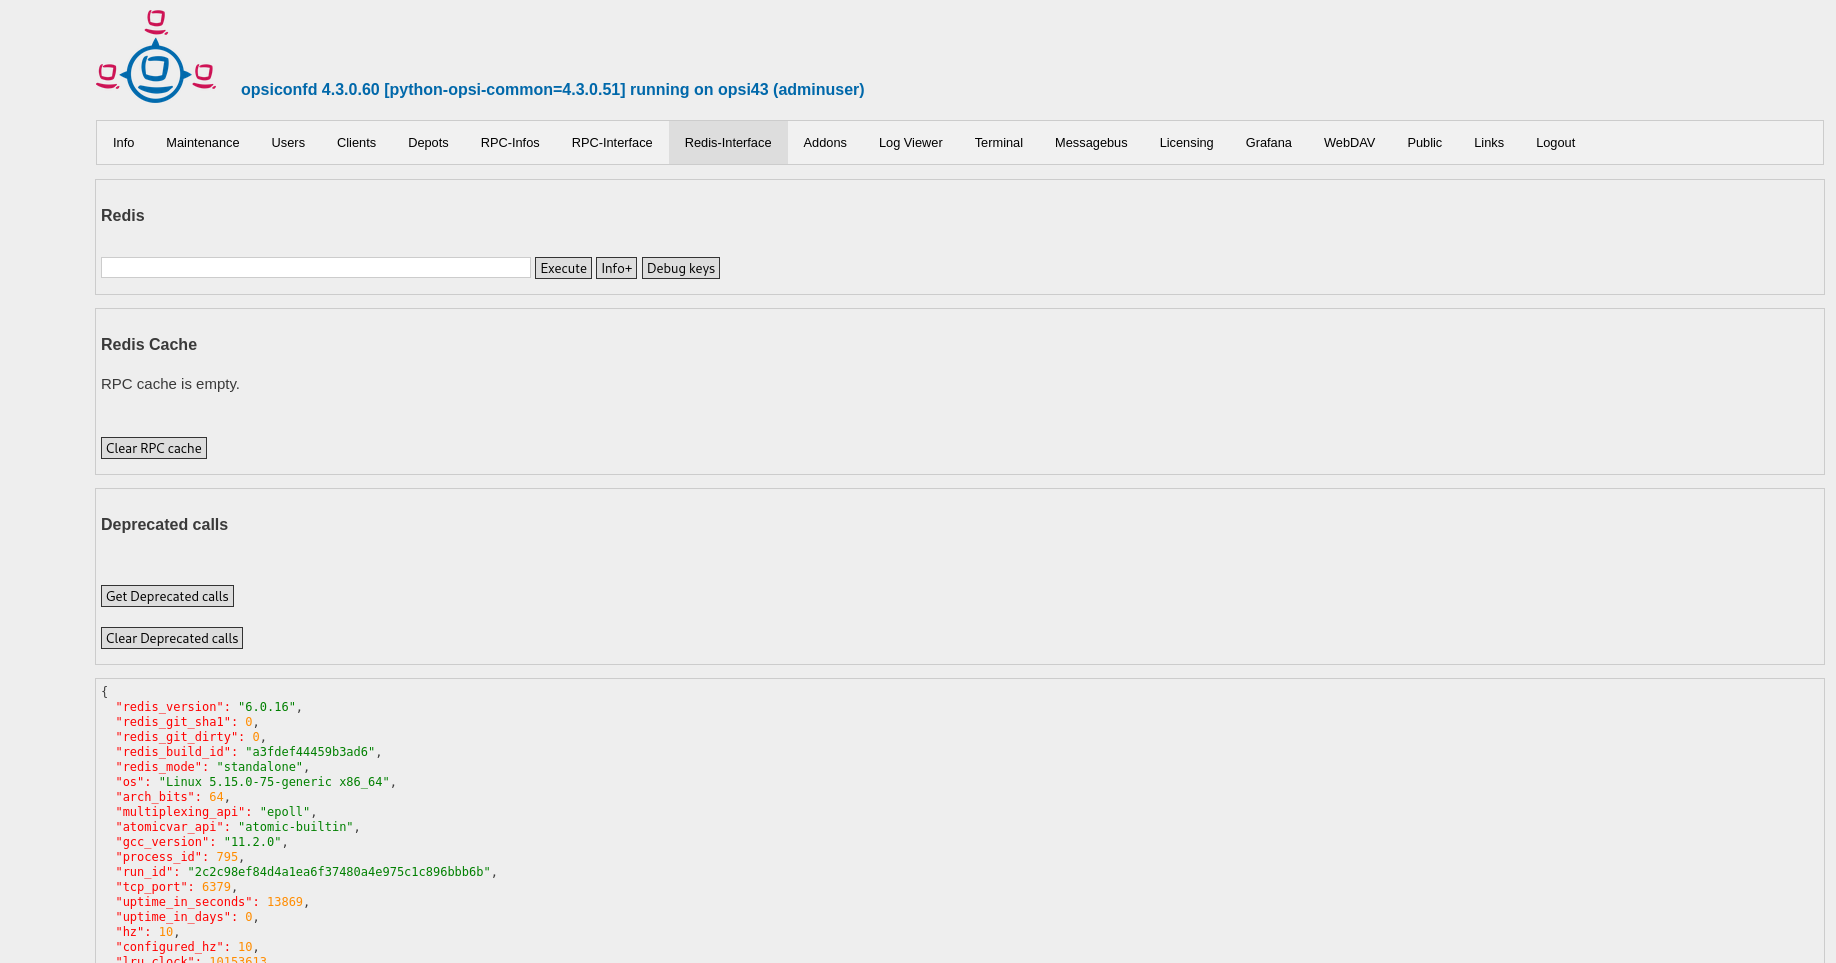 opsiconfd 4.3.0.60 [python-opsi-common=4.3.0.51] running on opsi43 (adminuser)
Info Maintenance Users Clients Depots RPC-Infos RPC-Interface Redis-Interface Addons Log Viewer Terminal Messagebus Licensing Grafana WebDAV Public Links Logout
Redis
Execute Info+ Debug keys
Redis Cache
RPC cache is empty.
Clear RPC cache
Deprecated calls
Get Deprecated calls
Clear Deprecated calls
{
"redis_version": "6.0.16",
"redis_git_sha1": 0,
"redis_git_dirty": 0,
"redis_build_id": "a3fdef44459b3ad6",
"redis_mode": "standalone",
"os": "Linux 5.15.0-75-generic x86_64",
"arch_bits": 64,
"multiplexing_api": "epoll",
"atomicvar_api": "atomic-builtin",
"gcc_version": "11.2.0",
"process_id": 795,
"run_id": "2c2c98ef84d4a1ea6f37480a4e975c1c896bbb6b",
"tcp_port": 6379,
"uptime_in_seconds": 13869,
"uptime_in_days": 0,
"hz": 10,
"configured_hz": 10,
"lru_clock": 10153613,